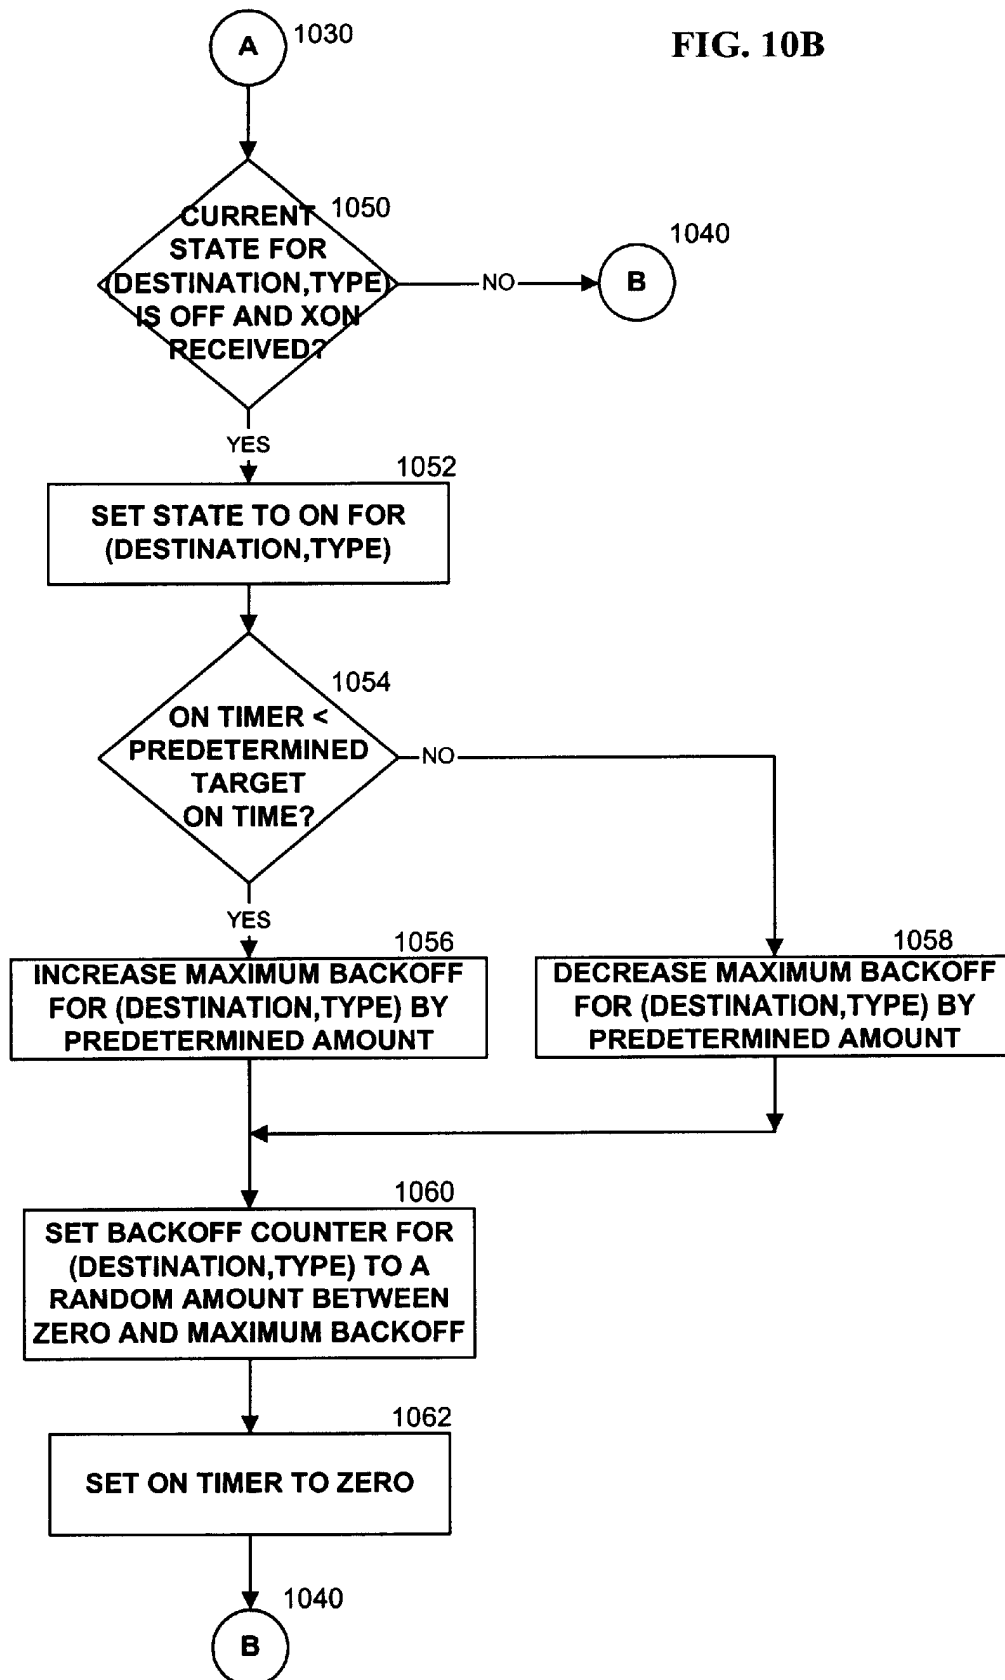 FIG. 10B
A
1030
1050
CURRENT
STATE FOR
(DESTINATION,TYPE)
IS OFF AND XON
RECEIVED?
NO
1040
B
YES
1052
SET STATE TO ON FOR
(DESTINATION,TYPE)
1054
ON TIMER <
PREDETERMINED
TARGET
ON TIME?
NO
YES
1056
INCREASE MAXIMUM BACKOFF
FOR (DESTINATION,TYPE) BY
PREDETERMINED AMOUNT
1058
DECREASE MAXIMUM BACKOFF
FOR (DESTINATION,TYPE) BY
PREDETERMINED AMOUNT
1060
SET BACKOFF COUNTER FOR
(DESTINATION,TYPE) TO A
RANDOM AMOUNT BETWEEN
ZERO AND MAXIMUM BACKOFF
1062
SET ON TIMER TO ZERO
1040
B